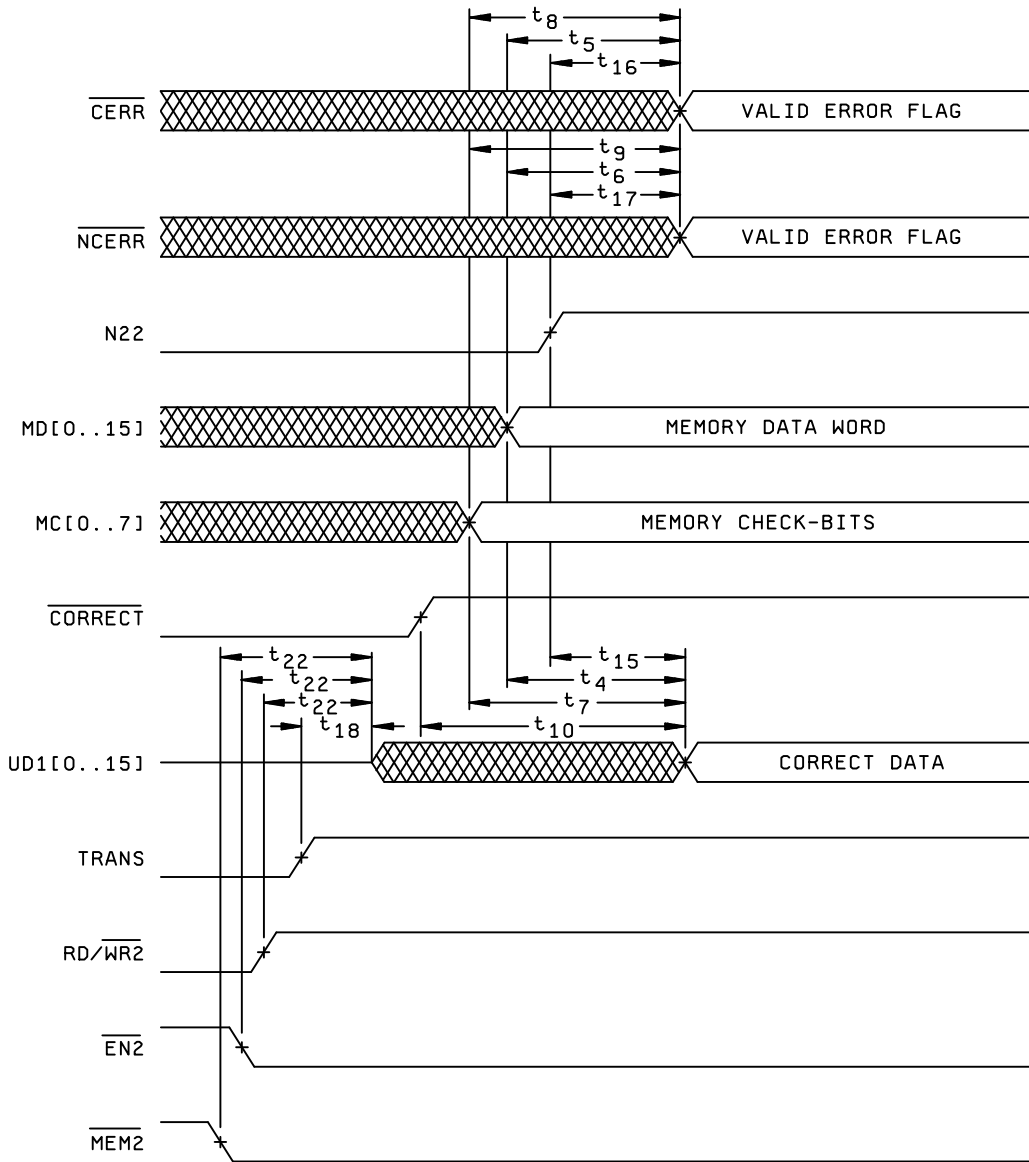 t8
t5
t16
CERR VALID ERROR FLAG
t9
t6
t17
NCERR VALID ERROR FLAG
N22
MD[0..15] MEMORY DATA WORD
MC[0..7] MEMORY CHECK-BITS
CORRECT
t22 t15
t22 t4
t22 t7
t18 t10
UD1[0..15] CORRECT DATA
TRANS
RD/WR2
EN2
MEM2